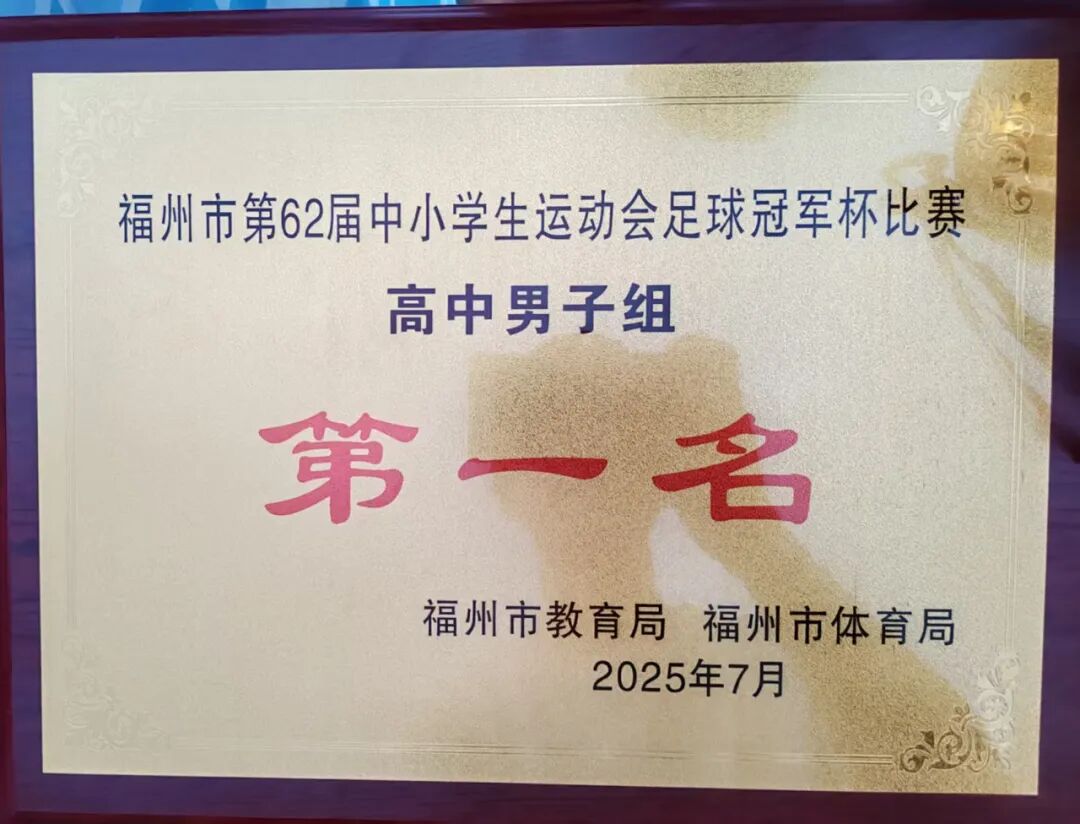 福州市第62届中小学生运动会足球冠军杯比赛
高中男子组
第一名
福州市教育局 福州市体育局
2025年7月